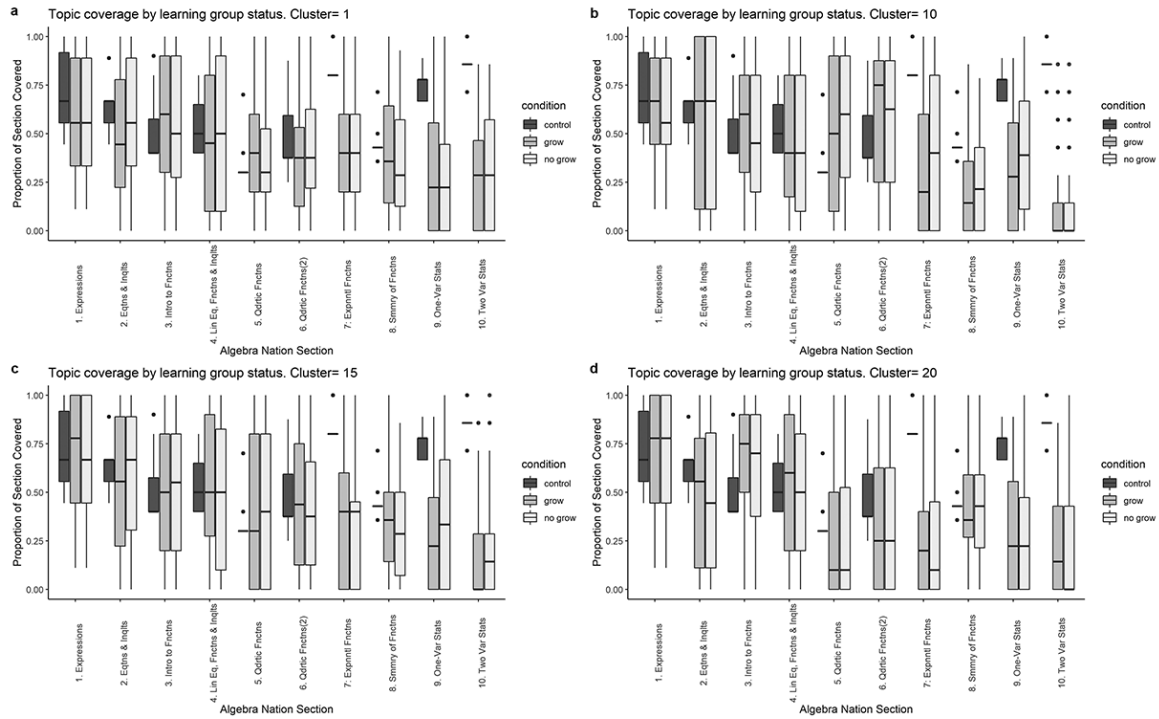 a
Topic coverage by learning group status. Cluster= 1
Proportion of Section Covered
1.00
0.75
0.50
0.25
0.00
1. Expressions
2. Eqtns & Inqlts
3. Intro to Fnctns
4. Lin Eq, Fnctns & Inqlts
5. Qdrtic Fnctns
6. Qdrtic Fnctns(2)
7: Expnntl Fnctns
8. Smmry of Fnctns
9. One-Var Stats
10. Two Var Stats
Algebra Nation Section
condition
control
grow
no grow
b
Topic coverage by learning group status. Cluster= 10
Proportion of Section Covered
1.00
0.75
0.50
0.25
0.00
1. Expressions
2. Eqtns & Inqlts
3. Intro to Fnctns
4. Lin Eq, Fnctns & Inqlts
5. Qdrtic Fnctns
6. Qdrtic Fnctns(2)
7: Expnntl Fnctns
8. Smmry of Fnctns
9. One-Var Stats
10. Two Var Stats
Algebra Nation Section
condition
control
grow
no grow
c
Topic coverage by learning group status. Cluster= 15
Proportion of Section Covered
1.00
0.75
0.50
0.25
0.00
1. Expressions
2. Eqtns & Inqlts
3. Intro to Fnctns
4. Lin Eq, Fnctns & Inqlts
5. Qdrtic Fnctns
6. Qdrtic Fnctns(2)
7: Expnntl Fnctns
8. Smmry of Fnctns
9. One-Var Stats
10. Two Var Stats
Algebra Nation Section
condition
control
grow
no grow
d
Topic coverage by learning group status. Cluster= 20
Proportion of Section Covered
1.00
0.75
0.50
0.25
0.00
1. Expressions
2. Eqtns & Inqlts
3. Intro to Fnctns
4. Lin Eq, Fnctns & Inqlts
5. Qdrtic Fnctns
6. Qdrtic Fnctns(2)
7: Expnntl Fnctns
8. Smmry of Fnctns
9. One-Var Stats
10. Two Var Stats
Algebra Nation Section
condition
control
grow
no grow